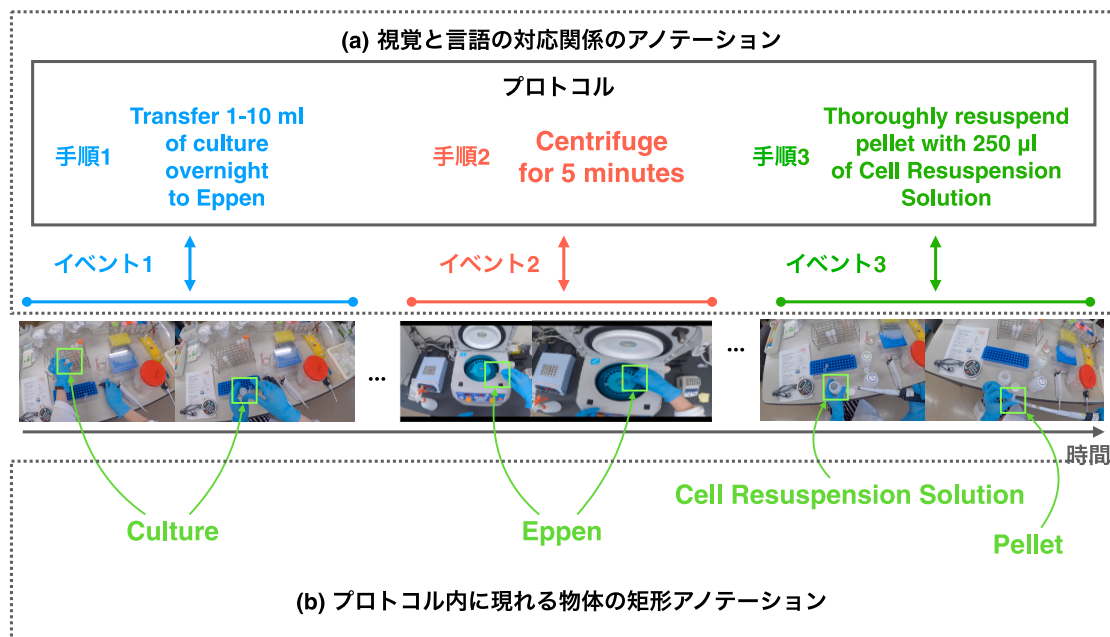 (a) 視覚と言語の対応関係のアノテーション
プロトコル
手順1
Transfer 1-10 ml
of culture
overnight
to Eppen
手順2
Centrifuge
for 5 minutes
手順3
Thoroughly resuspend
pellet with 250 µl
of Cell Resuspension
Solution
イベント1
イベント2
イベント3
...
...
時間
Culture
Eppen
Cell Resuspension Solution
Pellet
(b) プロトコル内に現れる物体の矩形アノテーション